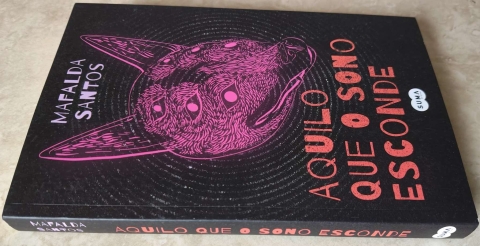 MAFALDA
SANTOS
AQUILO
QUE O SONO
ESCONDE
SUMA
MAFALDA
SANTOS
AQUILO QUE O SONO ESCONDE